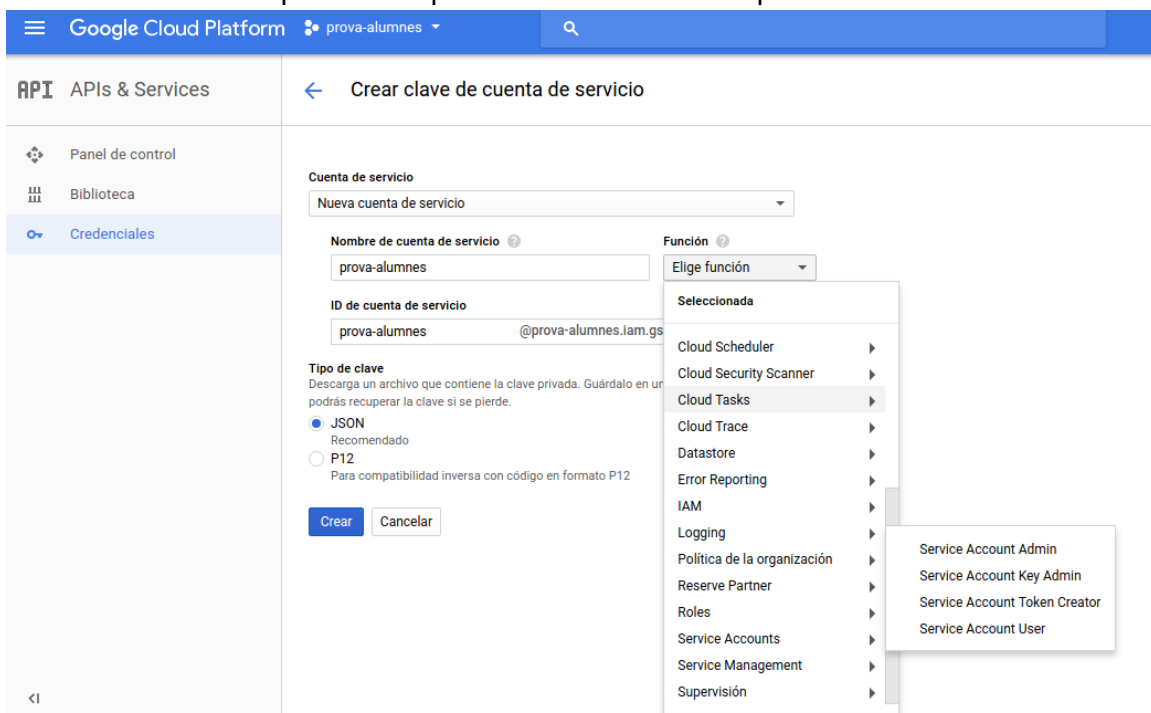 Google Cloud Platform prova-alumnes
API APIs & Services
Crear clave de cuenta de servicio
Panel de control
Biblioteca
Credenciales
Cuenta de servicio
Nueva cuenta de servicio
Nombre de cuenta de servicio
Función
prova-alumnes
Elige función
ID de cuenta de servicio
prova-alumnes @prova-alumnes.iam.gs
Tipo de clave
Descarga un archivo que contiene la clave privada. Guárdalo en un
podrás recuperar la clave si se pierde.
JSON
Recomendado
P12
Para compatibilidad inversa con código en formato P12
Crear
Cancelar
Seleccionada
Cloud Scheduler
Cloud Security Scanner
Cloud Tasks
Cloud Trace
Datastore
Error Reporting
IAM
Logging
Política de la organización
Reserve Partner
Roles
Service Accounts
Service Management
Supervisión
Service Account Admin
Service Account Key Admin
Service Account Token Creator
Service Account User